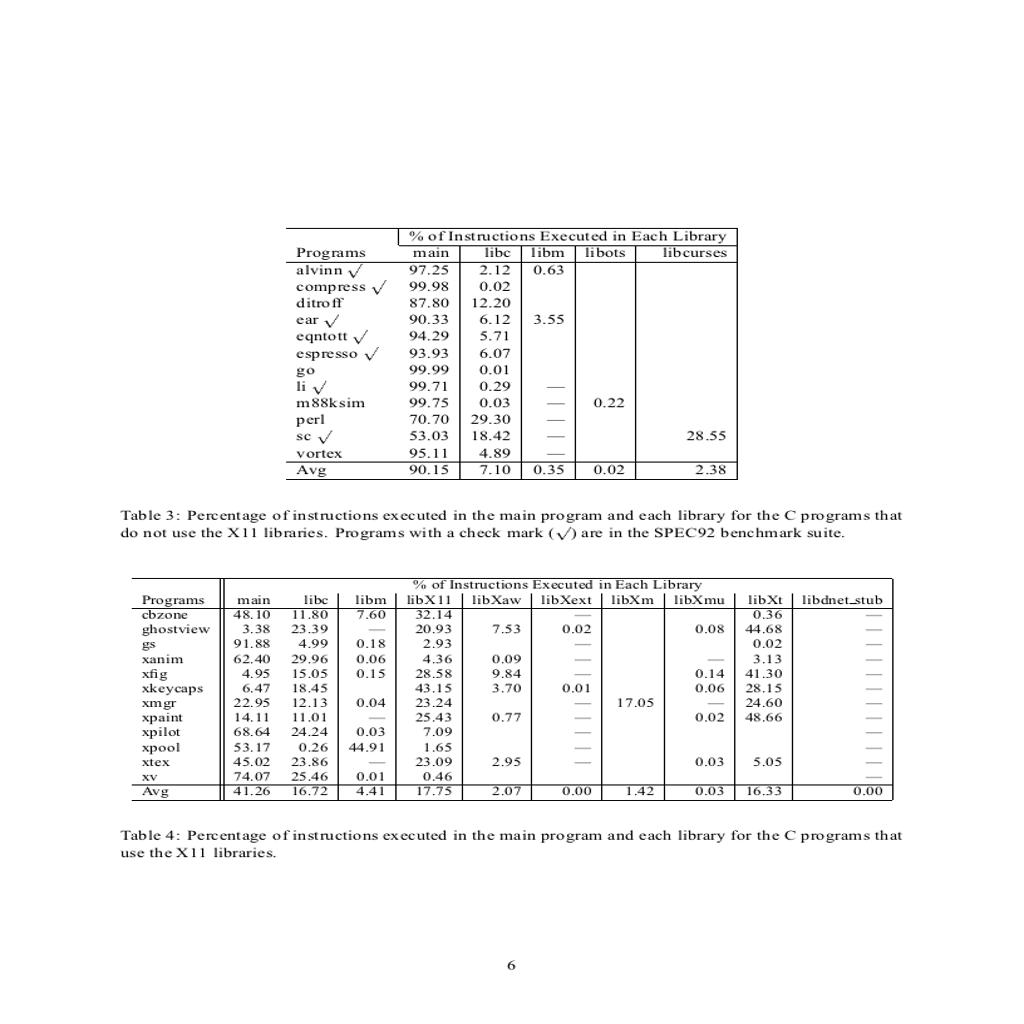 % of Instructions Executed in Each Library
Programs main libc libm libots libcurses
alvinn √ 97.25 2.12 0.63
compress √ 99.98 0.02
ditroff 87.80 12.20
ear √ 90.33 6.12 3.55
eqntott √ 94.29 5.71
espresso √ 93.93 6.07
go 99.99 0.01
li √ 99.71 0.29 —
m88ksim 99.75 0.03 — 0.22
perl 70.70 29.30 —
sc √ 53.03 18.42 — 28.55
vortex 95.11 4.89 —
Avg 90.15 7.10 0.35 0.02 2.38
Table 3: Percentage of instructions executed in the main program and each library for the C programs that
do not use the X11 libraries. Programs with a check mark (√) are in the SPEC92 benchmark suite.
% of Instructions Executed in Each Library
Programs main libc libm libX11 libXaw libXext libXm libXmu libXt libdnet_stub
cbzone 48.10 11.80 7.60 32.14 — 0.36 —
ghostview 3.38 23.39 — 20.93 7.53 0.02 0.08 44.68 —
gs 91.88 4.99 0.18 2.93 — 0.02 —
xanim 62.40 29.96 0.06 4.36 0.09 — — 3.13 —
xfig 4.95 15.05 0.15 28.58 9.84 — 0.14 41.30 —
xkeycaps 6.47 18.45 43.15 3.70 0.01 0.06 28.15 —
xmgr 22.95 12.13 0.04 23.24 — 17.05 — 24.60 —
xpaint 14.11 11.01 — 25.43 0.77 — 0.02 48.66 —
xpilot 68.64 24.24 0.03 7.09 — —
xpool 53.17 0.26 44.91 1.65 — —
xtex 45.02 23.86 — 23.09 2.95 — 0.03 5.05 —
xv 74.07 25.46 0.01 0.46 —
Avg 41.26 16.72 4.41 17.75 2.07 0.00 1.42 0.03 16.33 0.00
Table 4: Percentage of instructions executed in the main program and each library for the C programs that
use the X11 libraries.
6